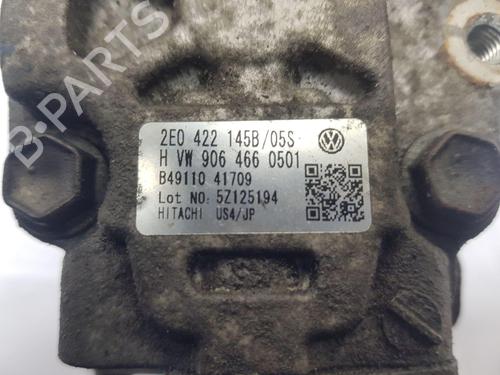 B-PARTS
2E0 422 145B/05S
H VW 906 466 0501
B49110 41709
Lot NO: 5Z125194
HITACHI US4/JP